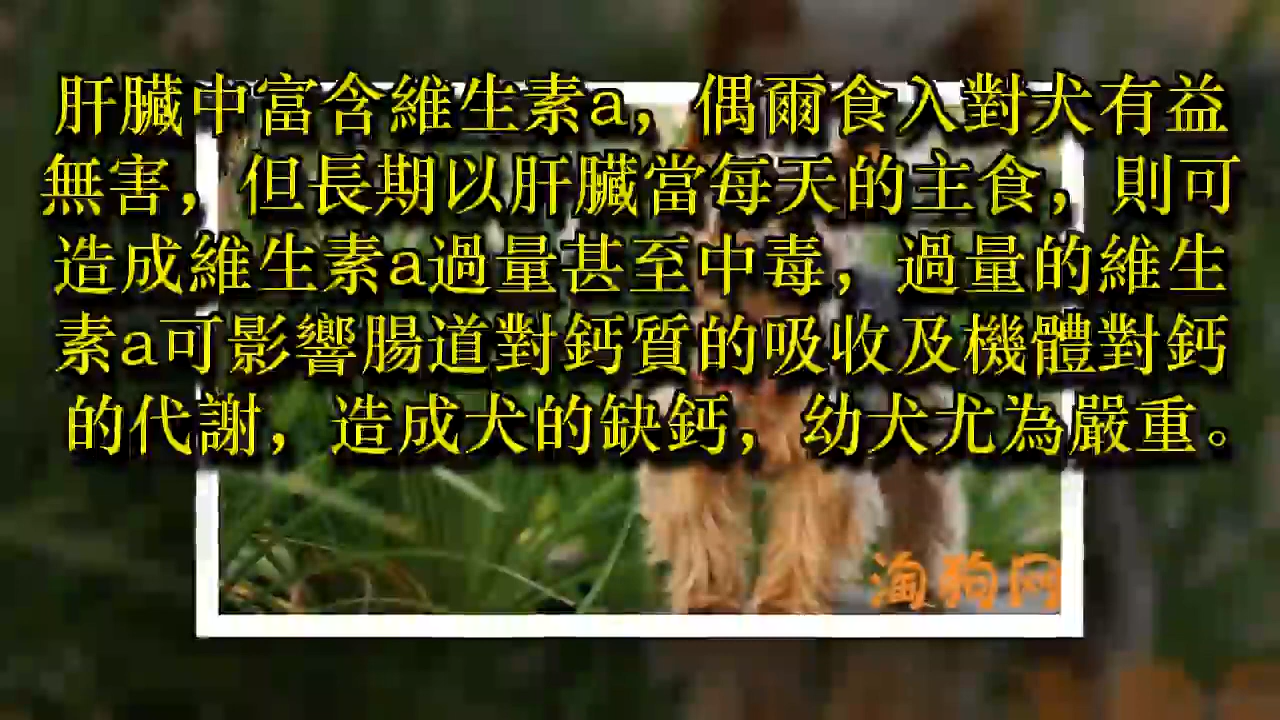 肝臟中富含維生素a，偶爾食入對犬有益
無害，但長期以肝臟當每天的主食，則可
造成維生素a過量甚至中毒，過量的維生
素a可影響腸道對鈣質的吸收及機體對鈣
的代謝，造成犬的缺鈣，幼犬尤為嚴重。
淘狗网